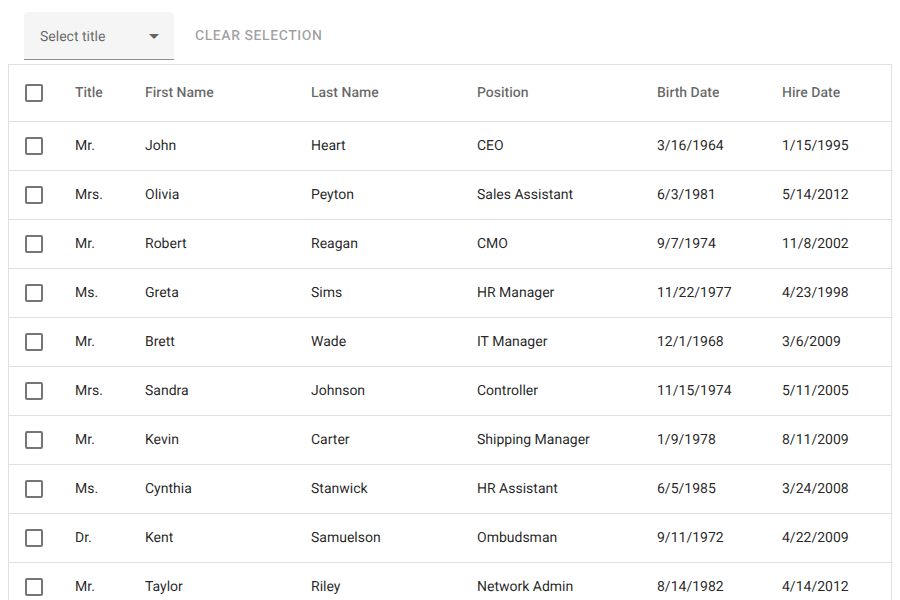 Select title CLEAR SELECTION
Title First Name Last Name Position Birth Date Hire Date
Mr. John Heart CEO 3/16/1964 1/15/1995
Mrs. Olivia Peyton Sales Assistant 6/3/1981 5/14/2012
Mr. Robert Reagan CMO 9/7/1974 11/8/2002
Ms. Greta Sims HR Manager 11/22/1977 4/23/1998
Mr. Brett Wade IT Manager 12/1/1968 3/6/2009
Mrs. Sandra Johnson Controller 11/15/1974 5/11/2005
Mr. Kevin Carter Shipping Manager 1/9/1978 8/11/2009
Ms. Cynthia Stanwick HR Assistant 6/5/1985 3/24/2008
Dr. Kent Samuelson Ombudsman 9/11/1972 4/22/2009
Mr. Taylor Riley Network Admin 8/14/1982 4/14/2012